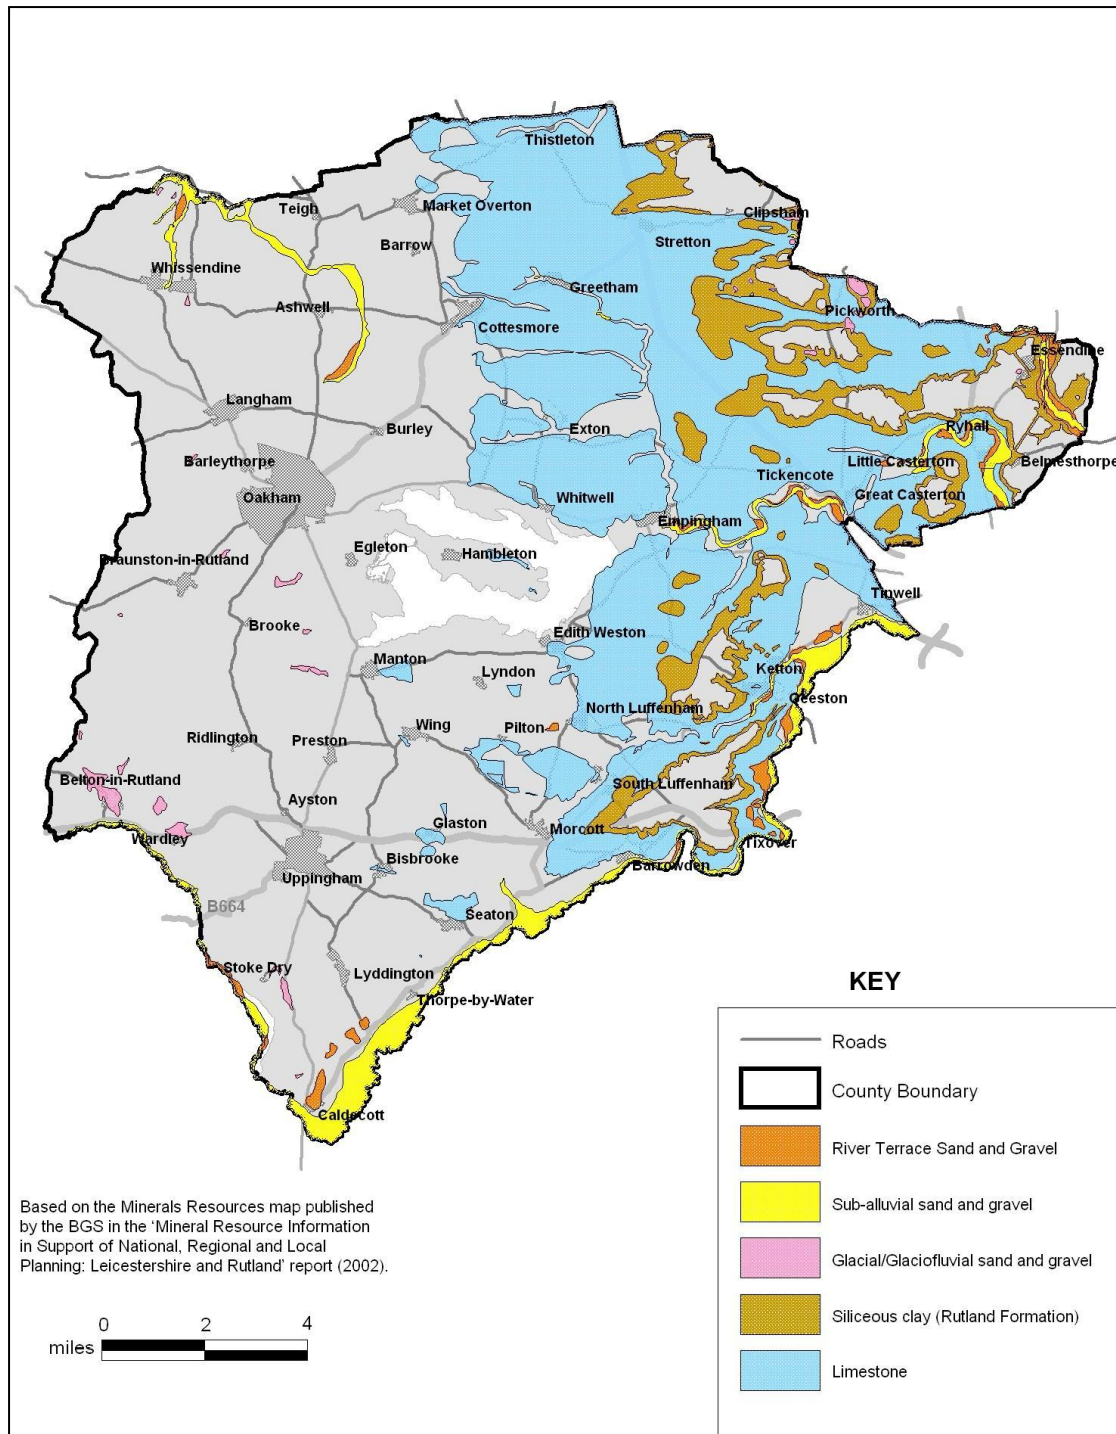 Thistleton
Teigh
Market Overton
Clipsham
Barrow
Stretton
Whissendine
Greetham
Ashwell
Pickworth
Cottesmore
Essendine
Langham
Burley
Exton
Ryhall
Barleythorpe
Little Casterton
Belmesthorpe
Tickencote
Oakham
Whitwell
Great Casterton
Empingham
Egleton
Hambleton
Braunston-in-Rutland
Tinwell
Brooke
Edith Weston
Manton
Lyndon
Ketton
Geeston
North Luffenham
Wing
Pilton
Ridlington
Preston
Belton-in-Rutland
South Luffenham
Ayston
Glaston
Morcott
Wardley
Tixover
Bisbrooke
Barrowden
Uppingham
B664
Seaton
Stoke Dry
Lyddington
Thorpe-by-Water
Caldecott
KEY
Roads
County Boundary
River Terrace Sand and Gravel
Sub-alluvial sand and gravel
Glacial/Glaciofluvial sand and gravel
Siliceous clay (Rutland Formation)
Limestone
Based on the Minerals Resources map published
by the BGS in the ‘Mineral Resource Information
in Support of National, Regional and Local
Planning: Leicestershire and Rutland’ report (2002).
0 2 4
miles